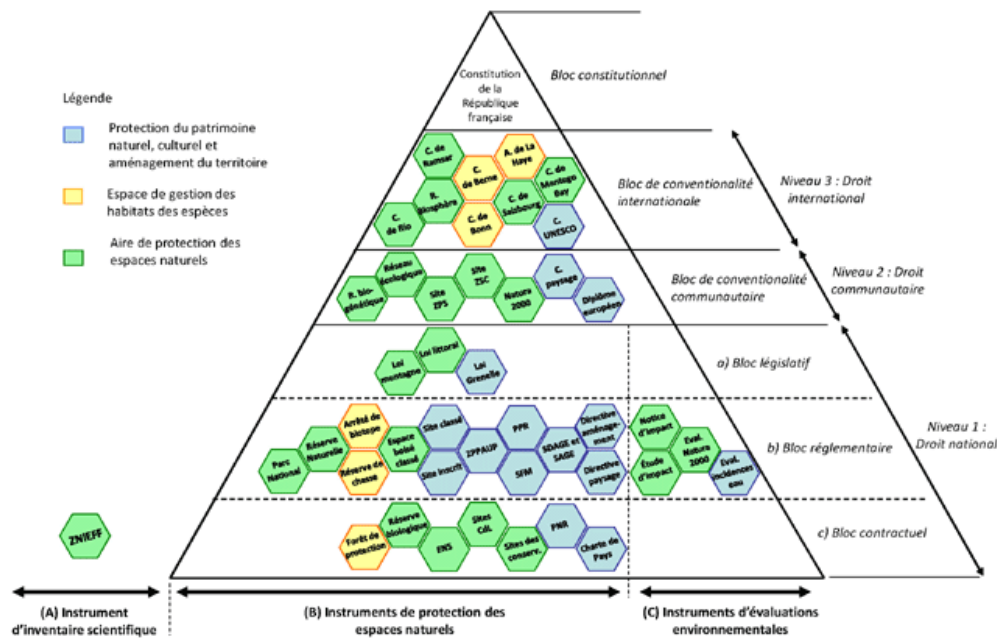 Constitution
de la
République
française
Bloc constitutionnel
Légende
Protection du patrimoine
naturel, culturel et
aménagement du territoire
Espace de gestion des
habitats des espèces
Aire de protection des
espaces naturels
C. de
Ramsar
C.
de Berne
A. de La
Haye
C. de
Montego
Bay
R.
Biosphère
C. de
Salzbourg
C.
de Rio
C. de
Bonn
C.
UNESCO
Bloc de conventionalité
internationale
Niveau 3 : Droit
international
R. bio-
génétique
Réseau
écologique
Site
ZPS
Site
ZSC
Natura
2000
C.
paysage
Diplôme
européen
Bloc de conventionalité
communautaire
Niveau 2 : Droit
communautaire
Loi
montagne
Loi littoral
Loi
Grenelle
a) Bloc législatif
Parc
National
Réserve
Naturelle
Arrêté de
biotope
Réserve de
chasse
Espace
boisé
classé
Site classé
Site inscrit
ZPPAUP
PPR
SFM
SDAGE et
SAGE
Directive
aménage-
ment
Directive
paysage
Notice
d'impact
Étude
d'impact
Eval.
Natura
2000
Eval.
incidences
eau
b) Bloc réglementaire
Niveau 1 :
Droit national
ZNIEFF
Forêts de
protection
Réserve
biologique
ENS
Sites
CdL
Sites des
conserv.
PNR
Charte de
Pays
c) Bloc contractuel
(A) Instrument
d'inventaire scientifique
(B) Instruments de protection des
espaces naturels
(C) Instruments d'évaluations
environnementales